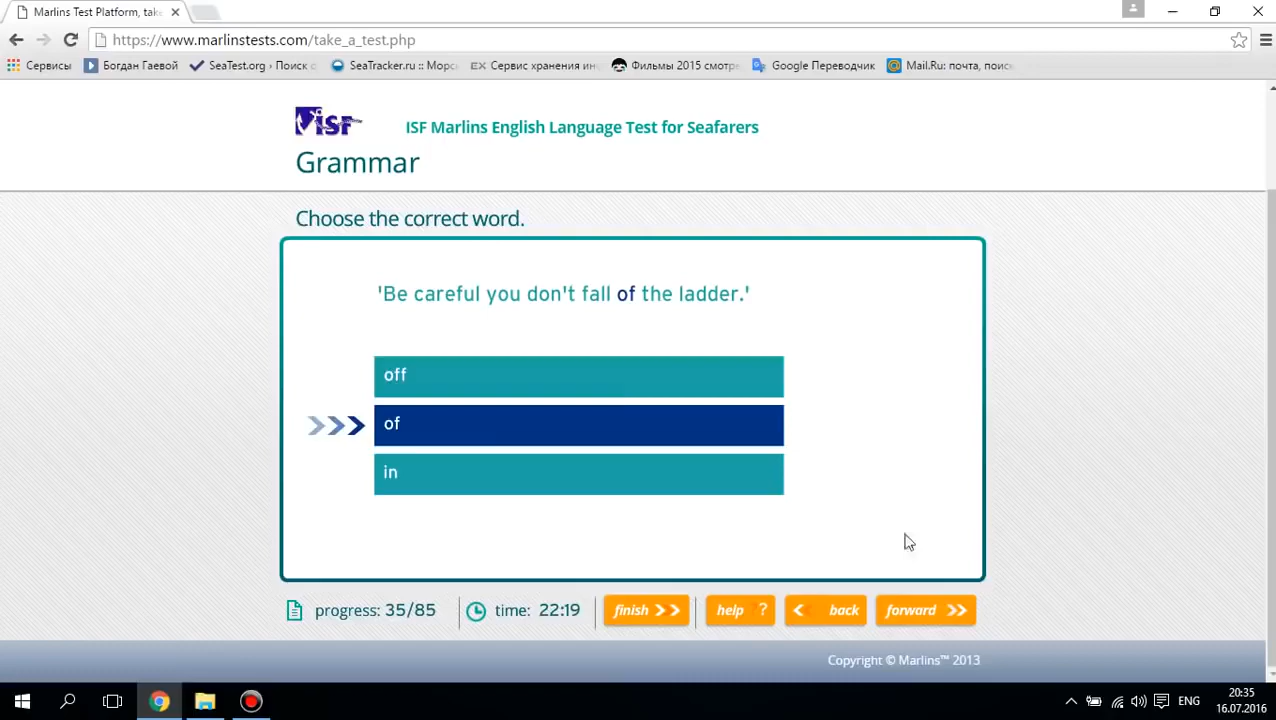 Marlins Test Platform, take
https://www.marlinstests.com/take_a_test.php
Сервисы Богдан Гаевой SeaTest.org › Поиск SeaTracker.ru :: Морс EX Сервис хранения Фильмы 2015 смотре Google Переводчик Mail.Ru: почта, поиск
ISF
ISF Marlins English Language Test for Seafarers
Grammar
Choose the correct word.
'Be careful you don't fall of the ladder.'
off
of
in
progress: 35/85 time: 22:19 finish help ? back forward
Copyright © Marlins™ 2013
ENG
20:35
16.07.2016